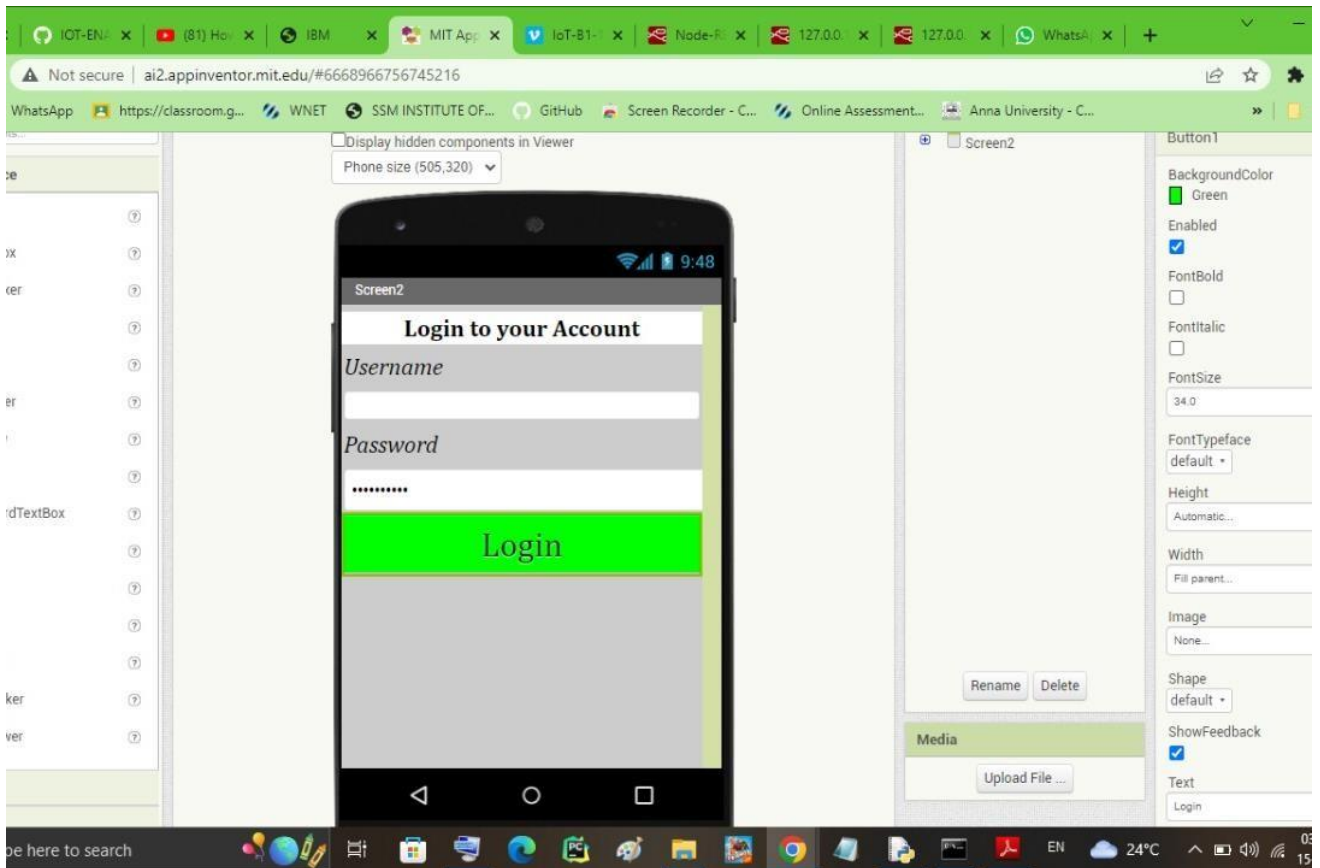 IOT-ENA
(81) How
IBM
MIT App
IoT-B1-
Node-R
127.0.0.
127.0.0.
WhatsA
Not secure | ai2.appinventor.mit.edu/#6668966756745216
WhatsApp https://classroom.g... WNET SSM INSTITUTE OF... GitHub Screen Recorder - C... Online Assessment... Anna University - C... »
Display hidden components in Viewer
Phone size (505,320)
9:48
Screen2
Login to your Account
Username
Password
••••••••••
Login
rdTextBox
Screen2
Rename Delete
Media
Upload File ...
Button1
BackgroundColor
Green
Enabled
FontBold
FontItalic
FontSize
34.0
FontTypeface
default
Height
Automatic...
Width
Fill parent...
Image
None...
Shape
default
ShowFeedback
Text
Login
pe here to search
EN
24°C